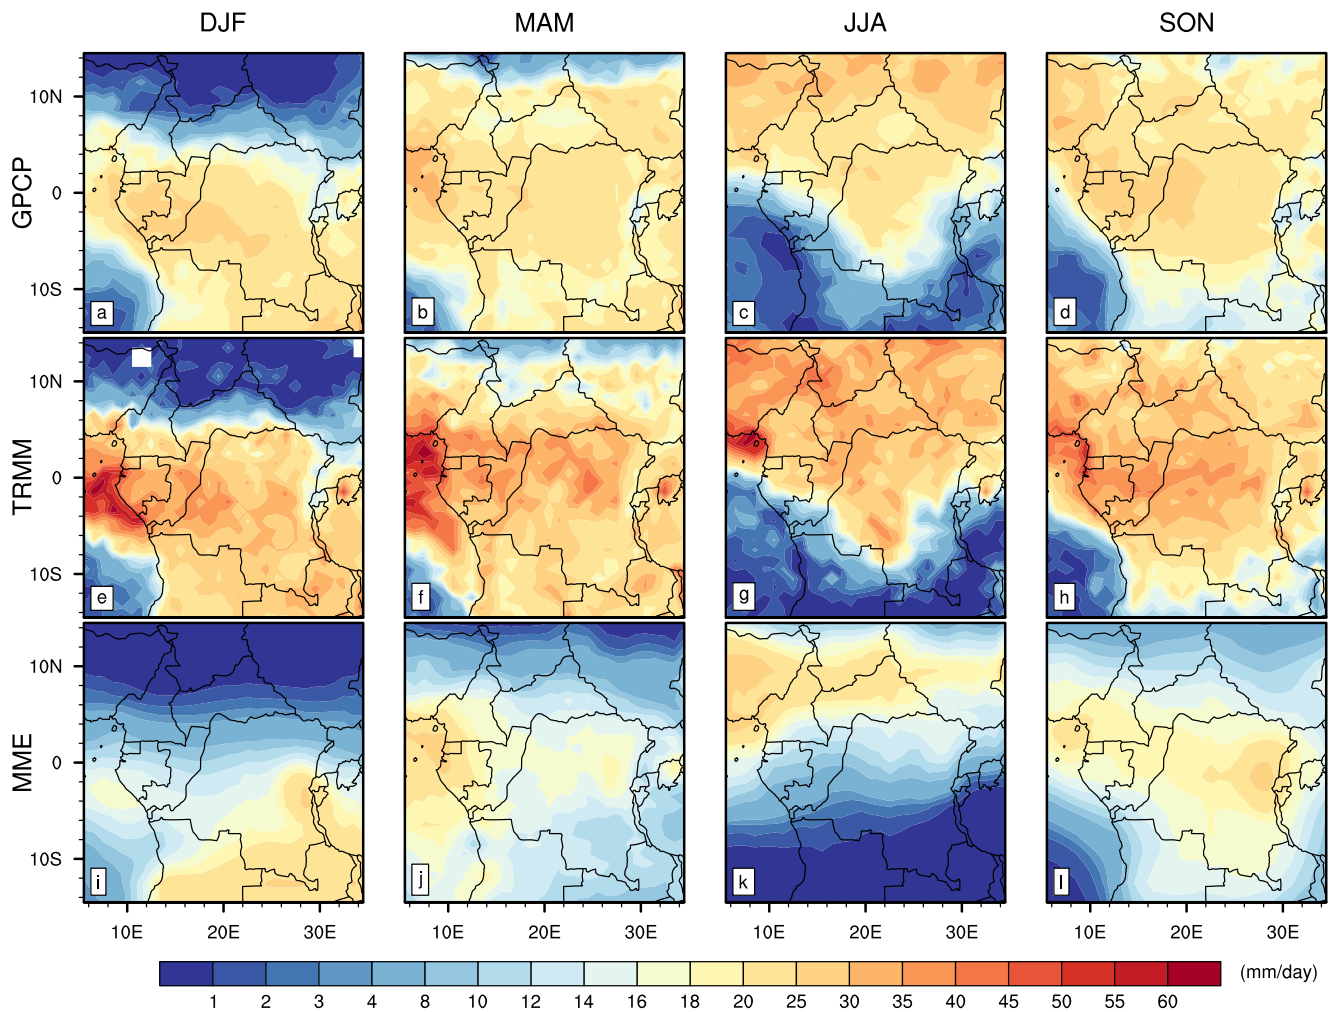 DJF MAM JJA SON
GPCP
10N
0
10S
a b c d
TRMM
10N
0
10S
e f g h
MME
10N
0
10S
i j k l
10E 20E 30E 10E 20E 30E 10E 20E 30E 10E 20E 30E
1 2 3 4 8 10 12 14 16 18 20 25 30 35 40 45 50 55 60 (mm/day)